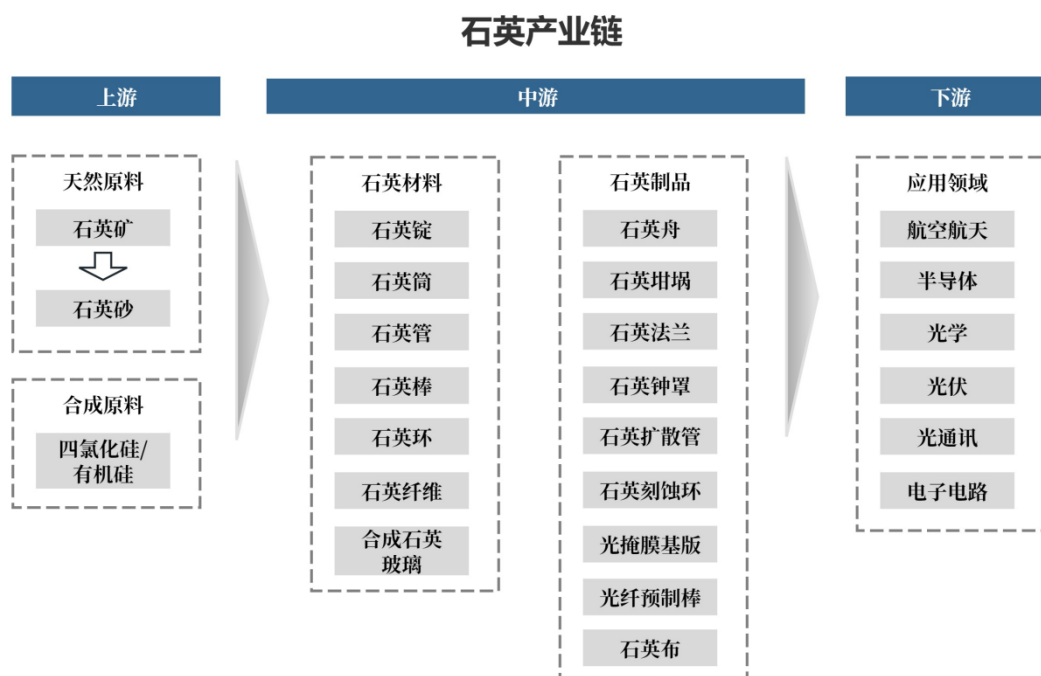 石英产业链
上游
中游
下游
天然原料
石英矿
石英砂
合成原料
四氯化硅/
有机硅
石英材料
石英锭
石英筒
石英管
石英棒
石英环
石英纤维
合成石英
玻璃
石英制品
石英舟
石英坩埚
石英法兰
石英钟罩
石英扩散管
石英刻蚀环
光掩膜基版
光纤预制棒
石英布
应用领域
航空航天
半导体
光学
光伏
光通讯
电子电路